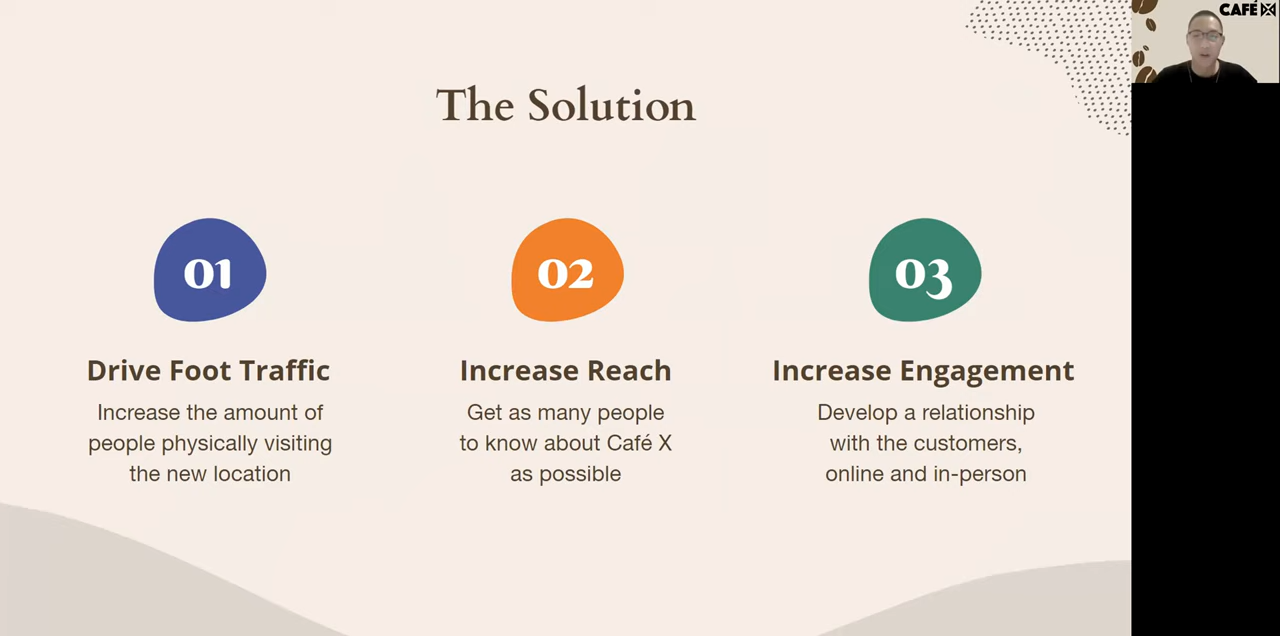 CAFÉ X
The Solution
01
02
03
Drive Foot Traffic
Increase the amount of
people physically visiting
the new location
Increase Reach
Get as many people
to know about Café X
as possible
Increase Engagement
Develop a relationship
with the customers,
online and in-person